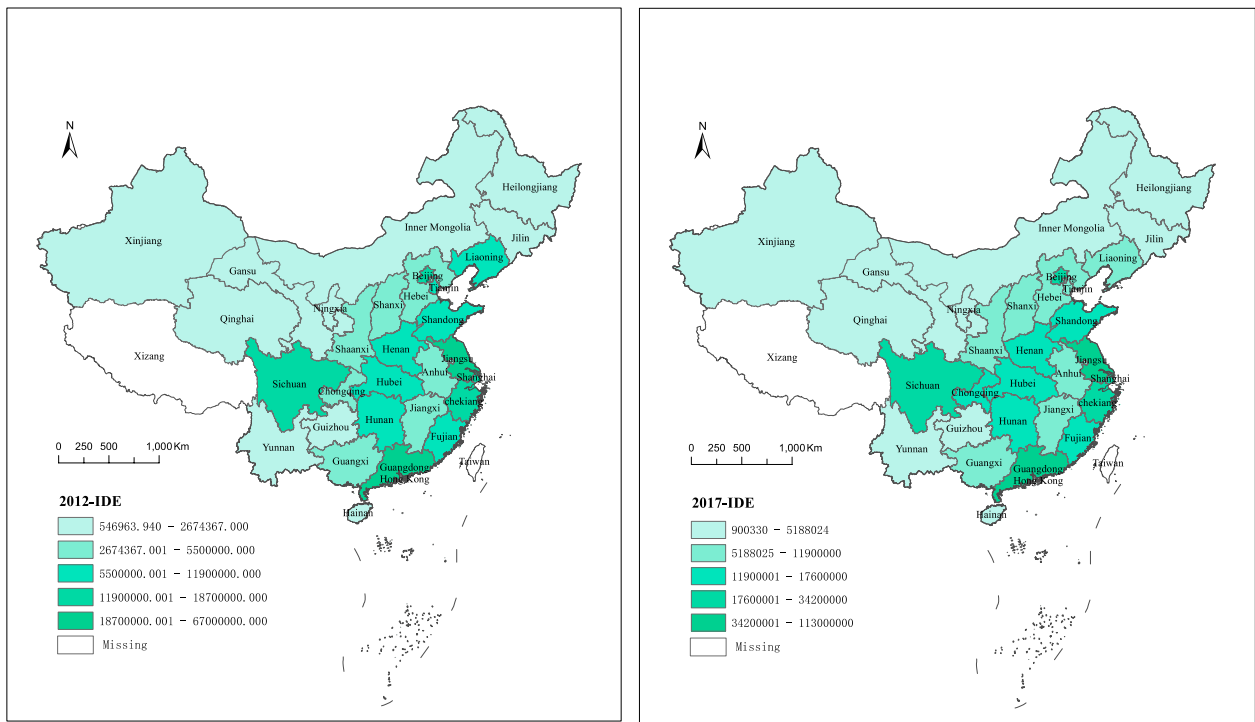 N
Heilongjiang
Jilin
Inner Mongolia
Liaoning
Xinjiang
Gansu
Beijing
Tianjin
Hebei
Shanxi
Ningxia
Qinghai
Shandong
Shaanxi
Henan
Jiangsu
Xizang
Anhui
Shanghai
Sichuan
Hubei
Chongqing
chekiang
Hunan
Jiangxi
Guizhou
Fujian
Yunnan
Guangxi
Guangdong
Taiwan
Hong Kong
Hainan
0 250 500 1,000 Km
2012-IDE
546963.940 - 2674367.000
2674367.001 - 5500000.000
5500000.001 - 11900000.000
11900000.001 - 18700000.000
18700000.001 - 67000000.000
Missing
N
Heilongjiang
Jilin
Inner Mongolia
Liaoning
Xinjiang
Gansu
Beijing
Tianjin
Hebei
Shanxi
Ningxia
Qinghai
Shandong
Shaanxi
Henan
Jiangsu
Xizang
Anhui
Shanghai
Sichuan
Hubei
Chongqing
chekiang
Hunan
Jiangxi
Guizhou
Fujian
Yunnan
Guangxi
Guangdong
Taiwan
Hong Kong
Hainan
0 250 500 1,000 Km
2017-IDE
900330 - 5188024
5188025 - 11900000
11900001 - 17600000
17600001 - 34200000
34200001 - 113000000
Missing